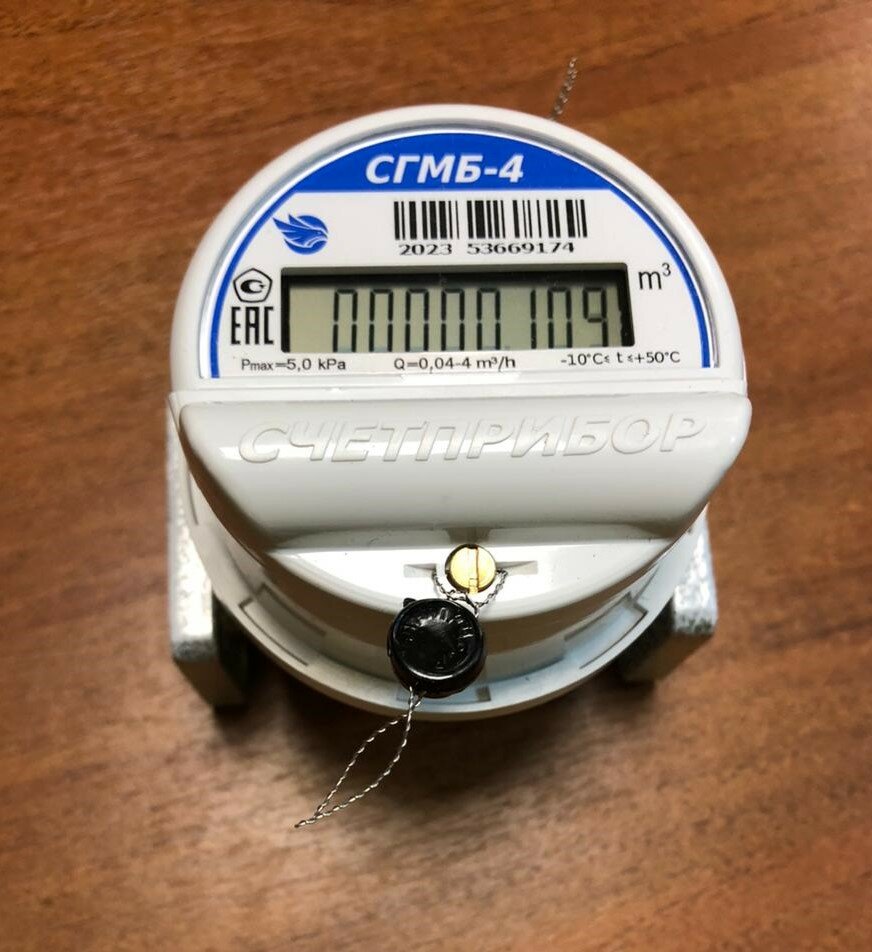 СГМБ-4
2023 53669174
m³
00000.109
EAC
Pmax=5,0 kPa Q=0,04-4 m³/h -10°C≤ t ≤+50°C
СЧЕТПРИБОР